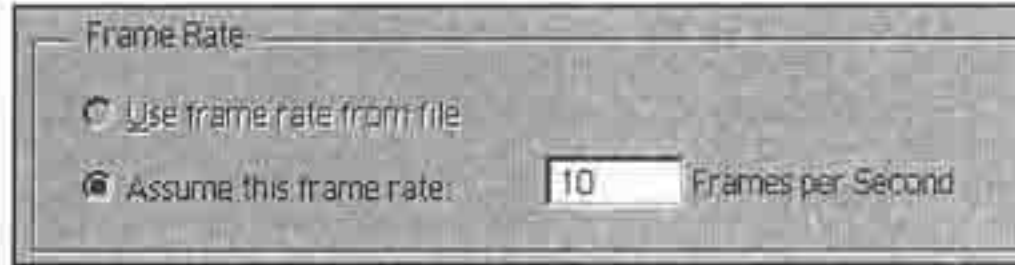 Frame Rate
Use frame rate from file
Assume this frame rate: 10 Frames per Second